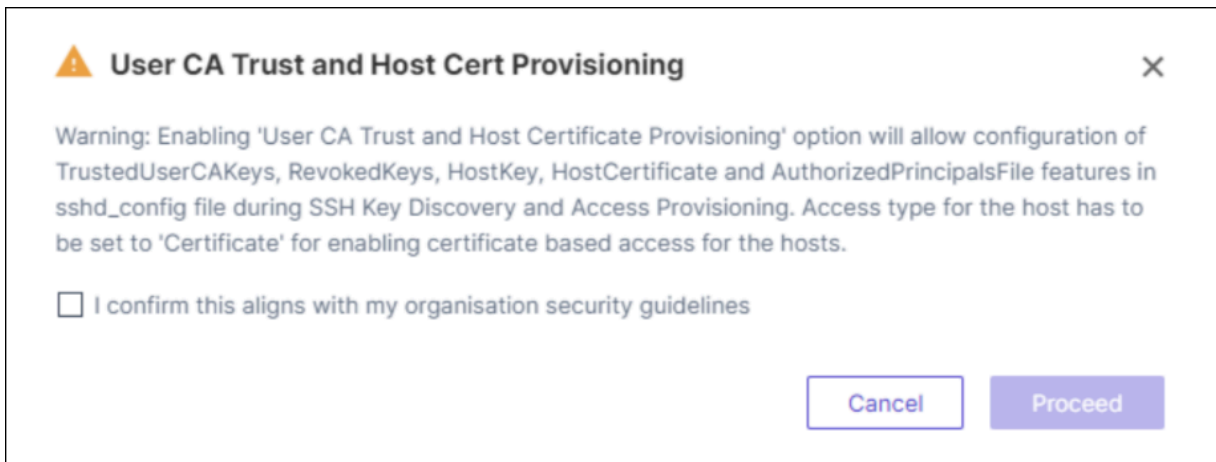 User CA Trust and Host Cert Provisioning
Warning: Enabling 'User CA Trust and Host Certificate Provisioning' option will allow configuration of
TrustedUserCAKeys, RevokedKeys, HostKey, HostCertificate and AuthorizedPrincipalsFile features in
sshd_config file during SSH Key Discovery and Access Provisioning. Access type for the host has to
be set to 'Certificate' for enabling certificate based access for the hosts.
I confirm this aligns with my organisation security guidelines
Cancel
Proceed